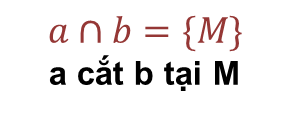 a ∩ b = {M}
a cắt b tại M